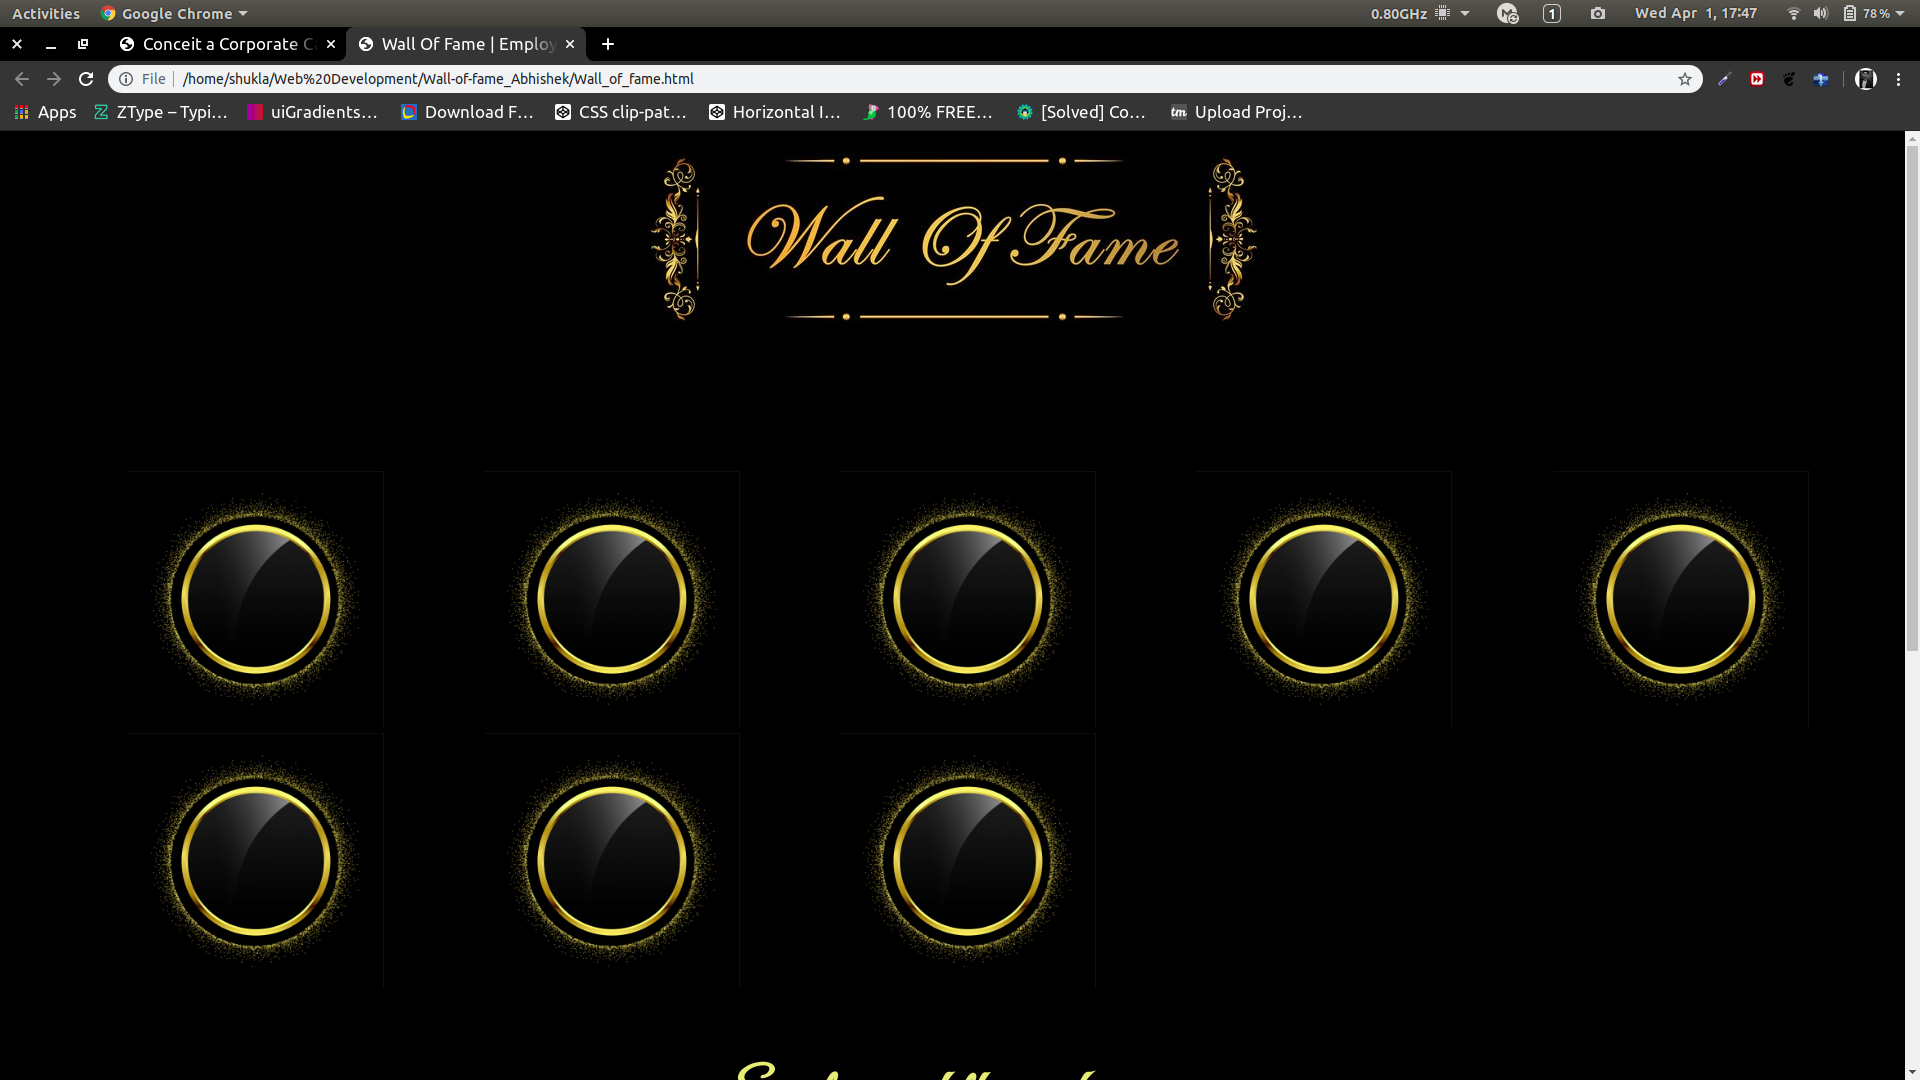 Activities Google Chrome 0.80GHz 1 Wed Apr 1, 17:47 78%
Conceit a Corporate C Wall Of Fame | Employ
File /home/shukla/Web%20Development/Wall-of-fame_Abhishek/Wall_of_fame.html
Apps ZType – Typi… uiGradients… Download F… CSS clip-pat… Horizontal I… 100% FREE… [Solved] Co… tm Upload Proj…
Wall Of Fame